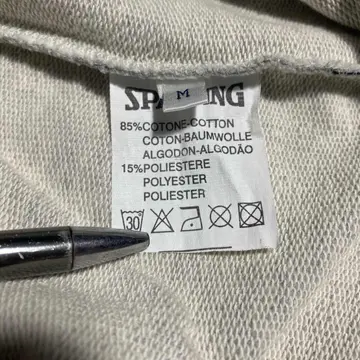 M
85%COTONE-COTTON
COTON-BAUMWOLLE
ALGODON-ALGODÃO
15%POLIESTERE
POLYESTER
POLIESTER
30